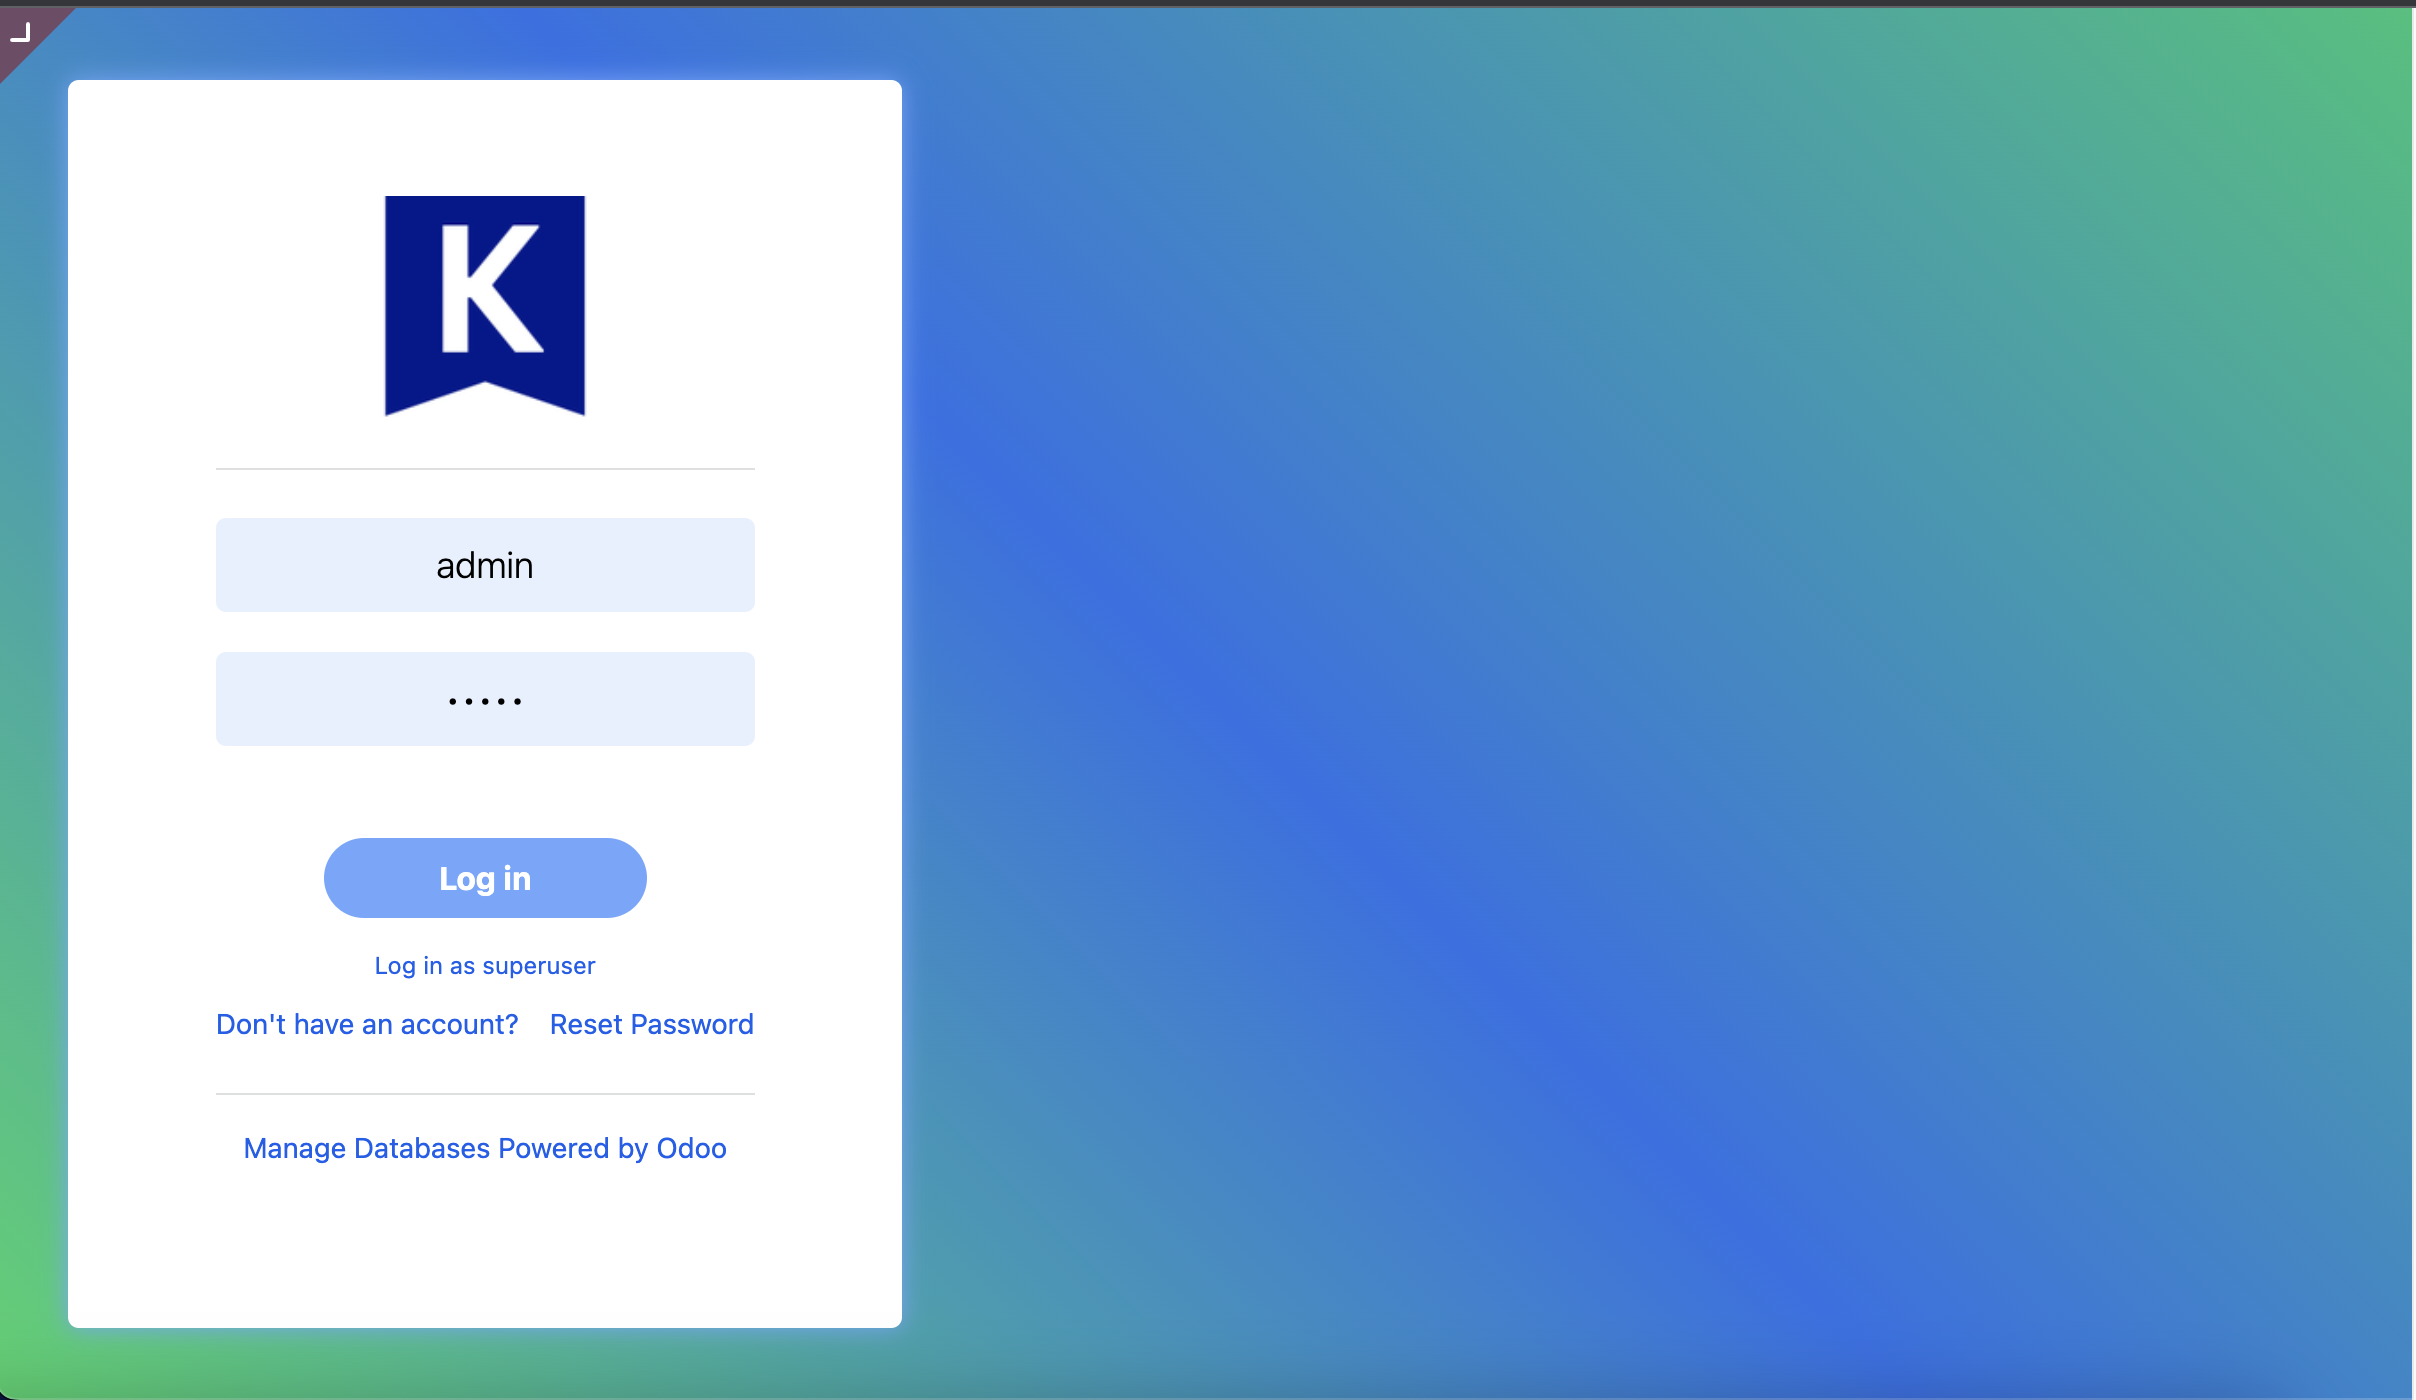 K
admin
•••••
Log in
Log in as superuser
Don't have an account? Reset Password
Manage Databases Powered by Odoo